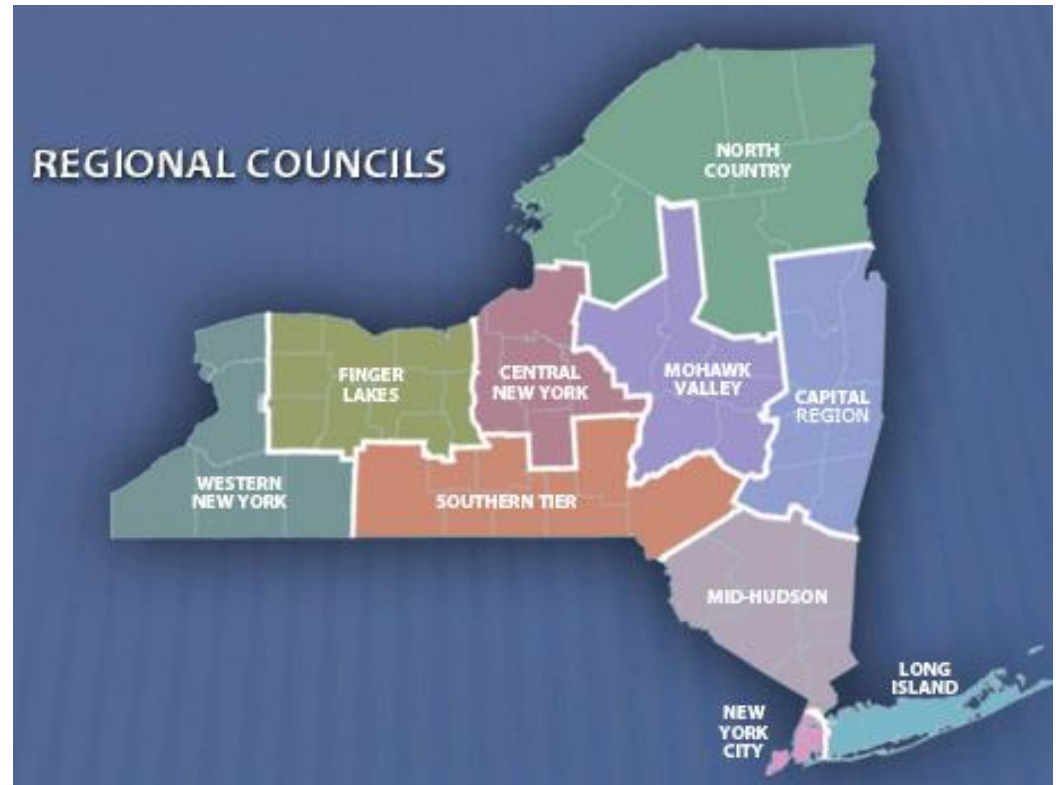 REGIONAL COUNCILS
NORTH
COUNTRY
FINGER
LAKES
CENTRAL
NEW YORK
MOHAWK
VALLEY
CAPITAL
REGION
WESTERN
NEW YORK
SOUTHERN TIER
MID-HUDSON
LONG
ISLAND
NEW
YORK
CITY